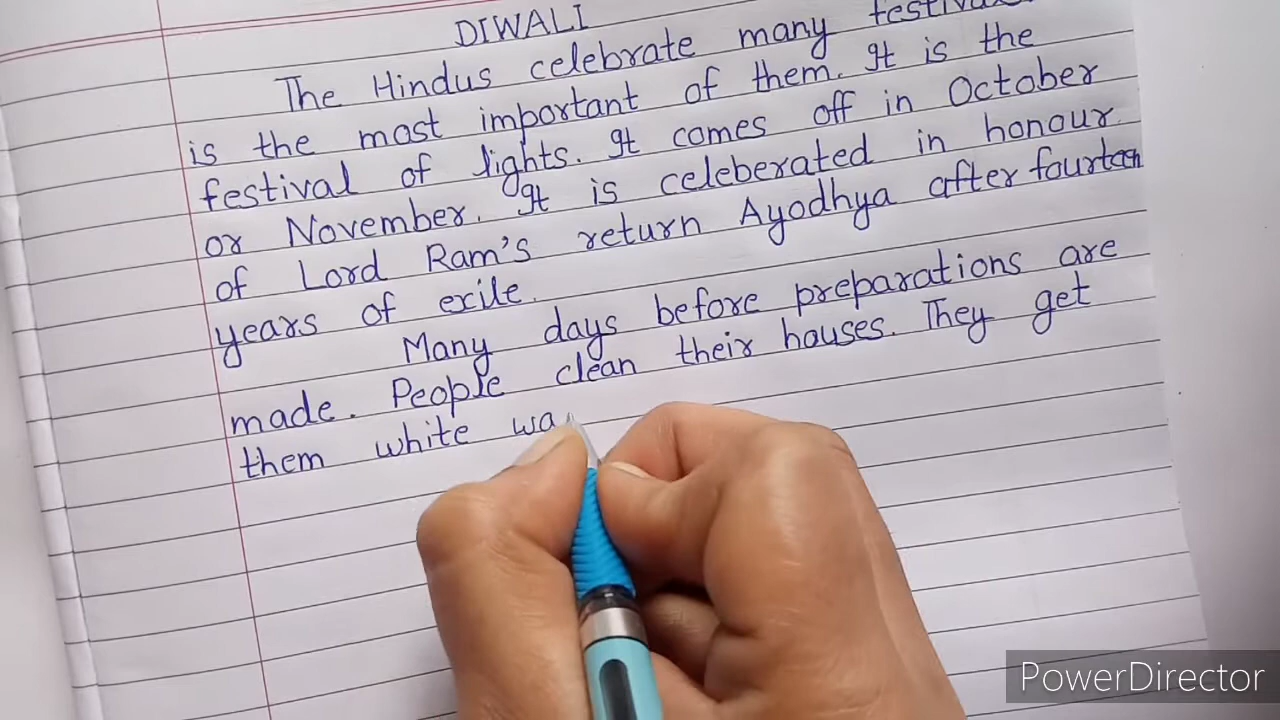 DIWALI
The Hindus celebrate many
is the most important of them. It is the
festival of lights. It comes off in October
or November. It is celeberated in honour
of Lord Ram's return Ayodhya after fourteen
years of exile.
Many days before preparations are
made. People clean their houses. They get
them white wa
PowerDirector